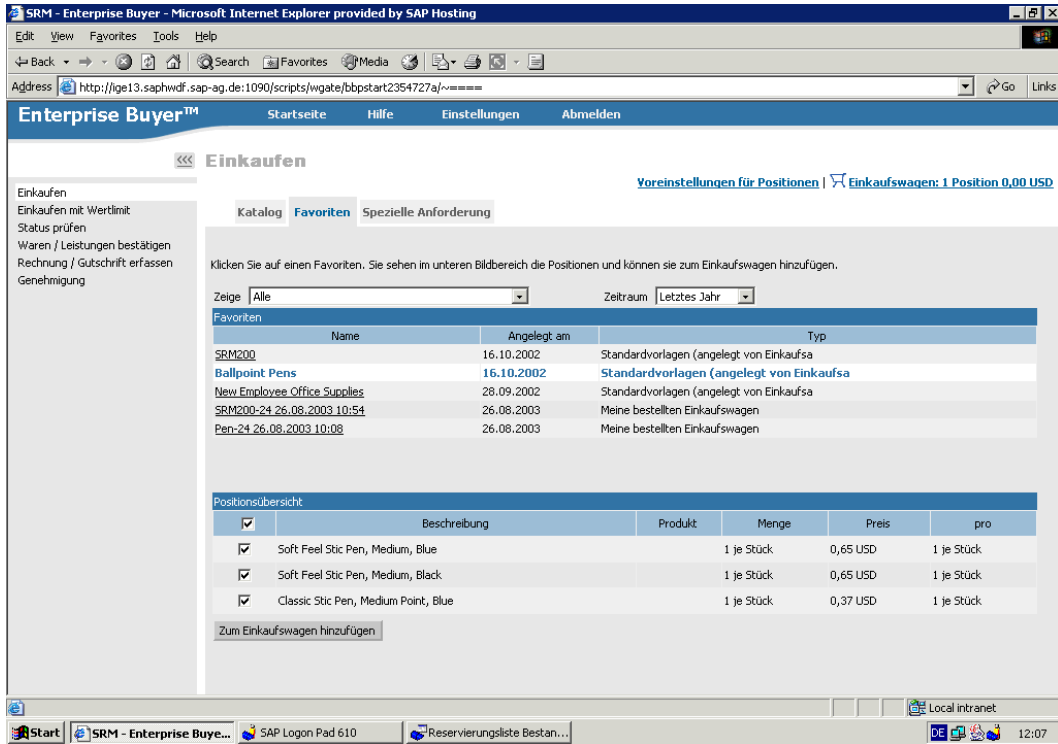 SRM - Enterprise Buyer - Microsoft Internet Explorer provided by SAP Hosting
Edit View Favorites Tools Help
Back Search Favorites Media
Address http://ige13.saphwdf.sap-ag.de:1090/scripts/wgate/bbpstart2354727a/~==== Go Links
Enterprise Buyer™ Startseite Hilfe Einstellungen Abmelden
<<< Einkaufen
Voreinstellungen für Positionen | Einkaufswagen: 1 Position 0,00 USD
Einkaufen
Einkaufen mit Wertlimit
Status prüfen
Waren / Leistungen bestätigen
Rechnung / Gutschrift erfassen
Genehmigung
Katalog Favoriten Spezielle Anforderung
Klicken Sie auf einen Favoriten. Sie sehen im unteren Bildbereich die Positionen und können sie zum Einkaufswagen hinzufügen.
Zeige Alle Zeitraum Letztes Jahr
Favoriten
Name Angelegt am Typ
SRM200 16.10.2002 Standardvorlagen (angelegt von Einkaufsa
Ballpoint Pens 16.10.2002 Standardvorlagen (angelegt von Einkaufsa
New Employee Office Supplies 28.09.2002 Standardvorlagen (angelegt von Einkaufsa
SRM200-24 26.08.2003 10:54 26.08.2003 Meine bestellten Einkaufswagen
Pen-24 26.08.2003 10:08 26.08.2003 Meine bestellten Einkaufswagen
Positionsübersicht
Beschreibung Produkt Menge Preis pro
Soft Feel Stic Pen, Medium, Blue 1 je Stück 0,65 USD 1 je Stück
Soft Feel Stic Pen, Medium, Black 1 je Stück 0,65 USD 1 je Stück
Classic Stic Pen, Medium Point, Blue 1 je Stück 0,37 USD 1 je Stück
Zum Einkaufswagen hinzufügen
Local intranet
Start SRM - Enterprise Buye... SAP Logon Pad 610 Reservierungsliste Bestan... DE 12:07